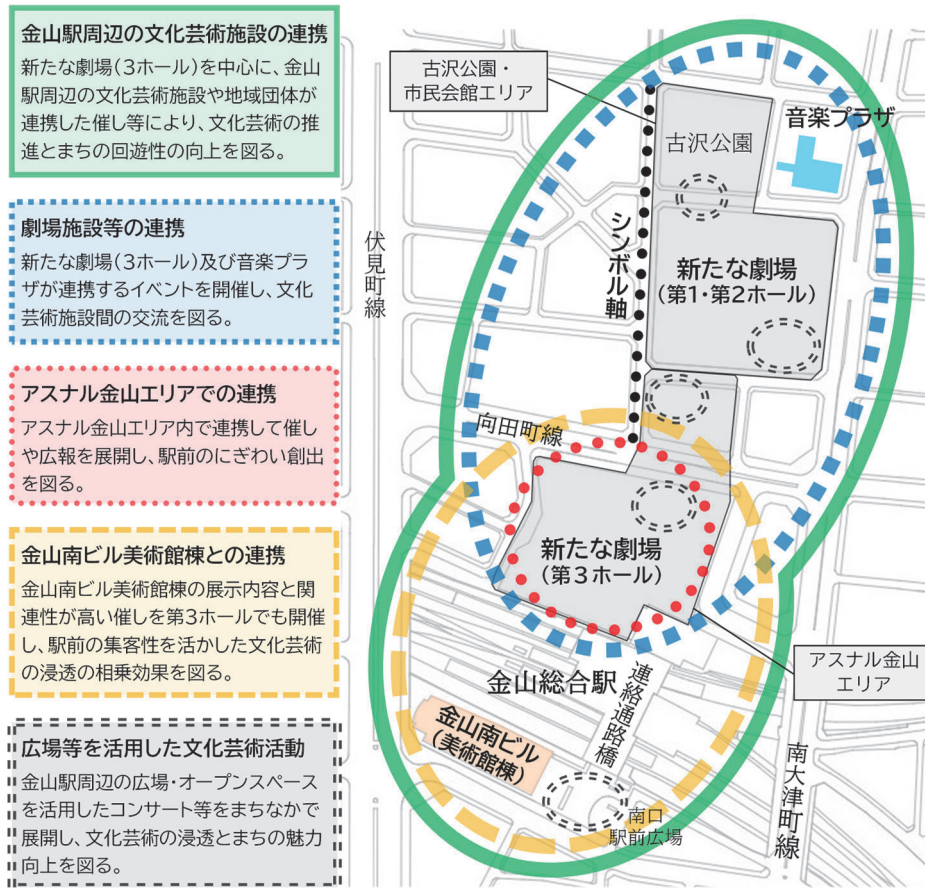 金山駅周辺の文化芸術施設の連携
新たな劇場(3ホール)を中心に、金山
駅周辺の文化芸術施設や地域団体が
連携した催し等により、文化芸術の推
進とまちの回遊性の向上を図る。
劇場施設等の連携
新たな劇場(3ホール)及び音楽プラ
ザが連携するイベントを開催し、文化
芸術施設間の交流を図る。
アスナル金山エリアでの連携
アスナル金山エリア内で連携して催し
や広報を展開し、駅前のにぎわい創出
を図る。
金山南ビル美術館棟との連携
金山南ビル美術館棟の展示内容と関
連性が高い催しを第3ホールでも開催
し、駅前の集客性を活かした文化芸術
の浸透の相乗効果を図る。
広場等を活用した文化芸術活動
金山駅周辺の広場・オープンスペース
を活用したコンサート等をまちなかで
展開し、文化芸術の浸透とまちの魅力
向上を図る。
古沢公園・
市民会館エリア
音楽プラザ
古沢公園
伏見町線
シンボル軸
新たな劇場
(第1・第2ホール)
向田町線
新たな劇場
(第3ホール)
アスナル金山
エリア
金山総合駅
連絡通路橋
金山南ビル
(美術館棟)
南口
駅前広場
南大津町線